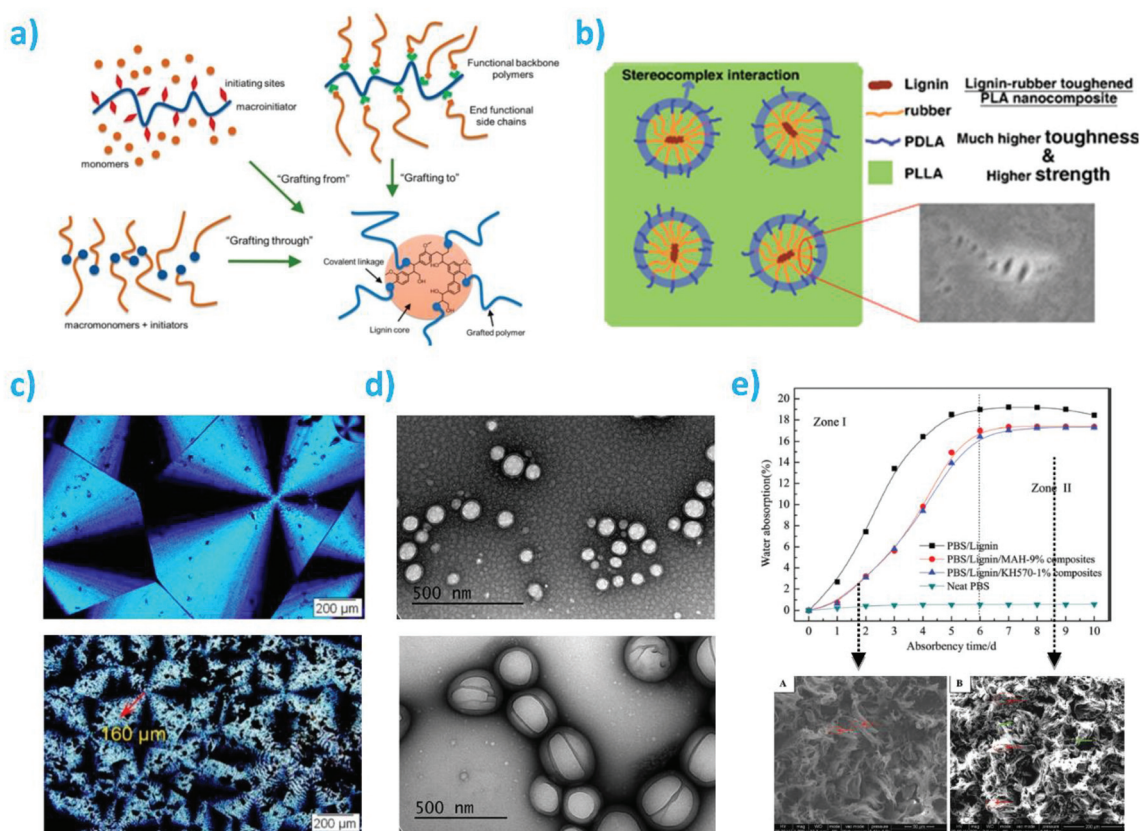 a)
initiating sites
macroinitiator
monomers
Functional backbone
polymers
End functional
side chains
"Grafting from"
"Grafting to"
"Grafting through"
macromonomers + initiators
Covalent linkage
Lignin core
Grafted polymer
HO
OH
b)
Stereocomplex interaction
Lignin
rubber
PDLA
PLLA
Lignin-rubber toughened
PLA nanocomposite
Much higher toughness
&
Higher strength
c)
200 µm
160 µm
200 µm
d)
500 nm
500 nm
e)
Water abosorption(%)
20
18
16
14
12
10
8
6
4
2
0
Zone I
Zone II
PBS/Lignin
PBS/Lignin/MAH-9% composites
PBS/Lignin/KH570-1% composites
Neat PBS
0 1 2 3 4 5 6 7 8 9 10
Absorbency time/d
A
B